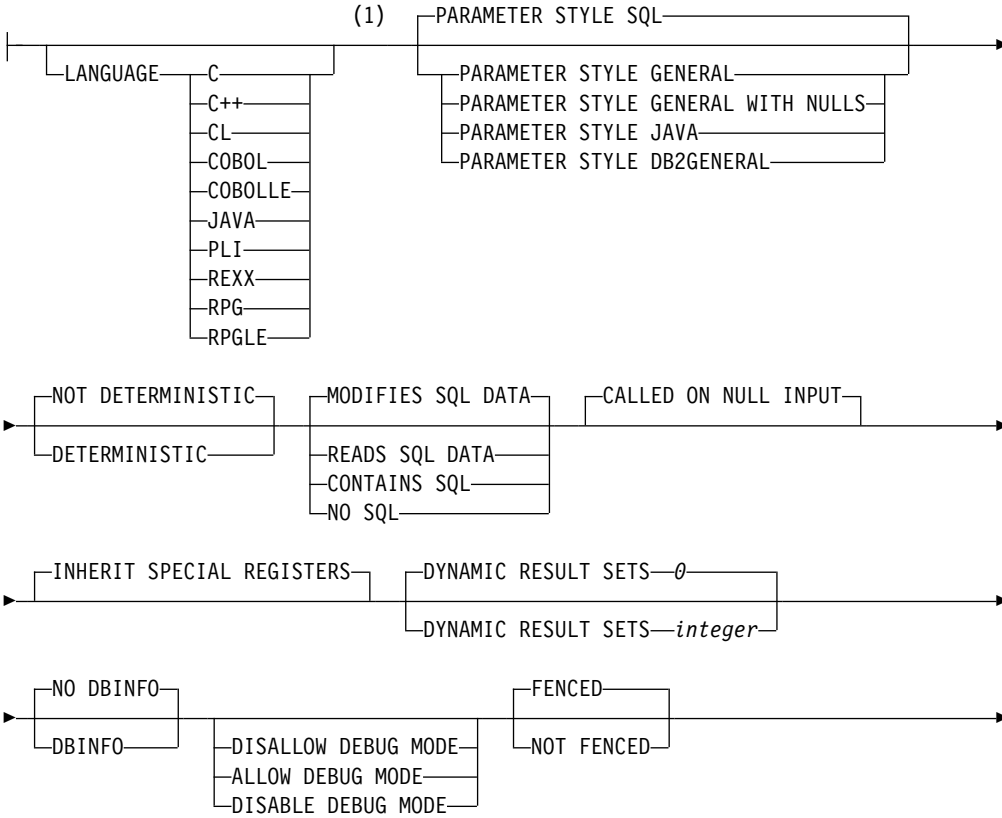 (1)
PARAMETER STYLE SQL
LANGUAGE C
C++
CL
COBOL
COBOLLE
JAVA
PLI
REXX
RPG
RPGLE
PARAMETER STYLE GENERAL
PARAMETER STYLE GENERAL WITH NULLS
PARAMETER STYLE JAVA
PARAMETER STYLE DB2GENERAL
NOT DETERMINISTIC
DETERMINISTIC
MODIFIES SQL DATA
READS SQL DATA
CONTAINS SQL
NO SQL
CALLED ON NULL INPUT
INHERIT SPECIAL REGISTERS
DYNAMIC RESULT SETS 0
DYNAMIC RESULT SETS integer
NO DBINFO
DBINFO
DISALLOW DEBUG MODE
ALLOW DEBUG MODE
DISABLE DEBUG MODE
FENCED
NOT FENCED